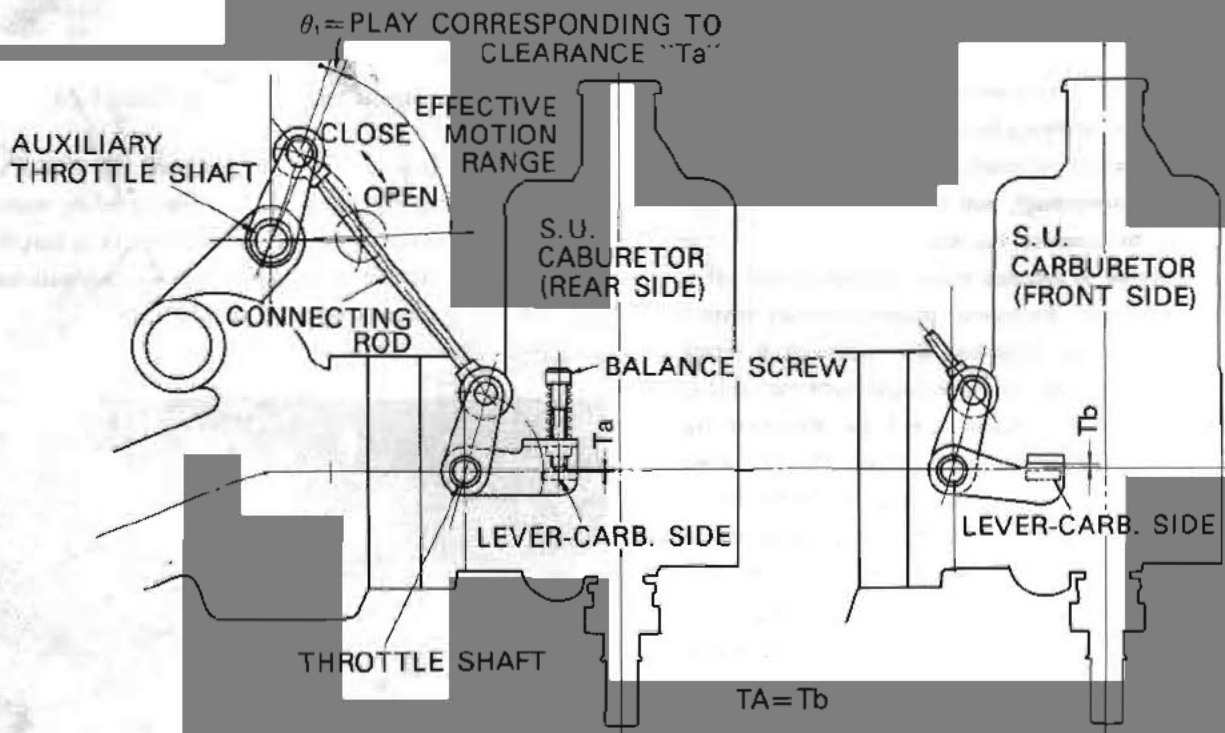 θ₁=PLAY CORRESPONDING TO
CLEARANCE "Ta"
EFFECTIVE
MOTION
RANGE
CLOSE
OPEN
AUXILIARY
THROTTLE SHAFT
CONNECTING
ROD
S.U.
CABURETOR
(REAR SIDE)
BALANCE SCREW
Ta
LEVER-CARB. SIDE
THROTTLE SHAFT
S.U.
CARBURETOR
(FRONT SIDE)
Tb
LEVER-CARB. SIDE
TA=Tb